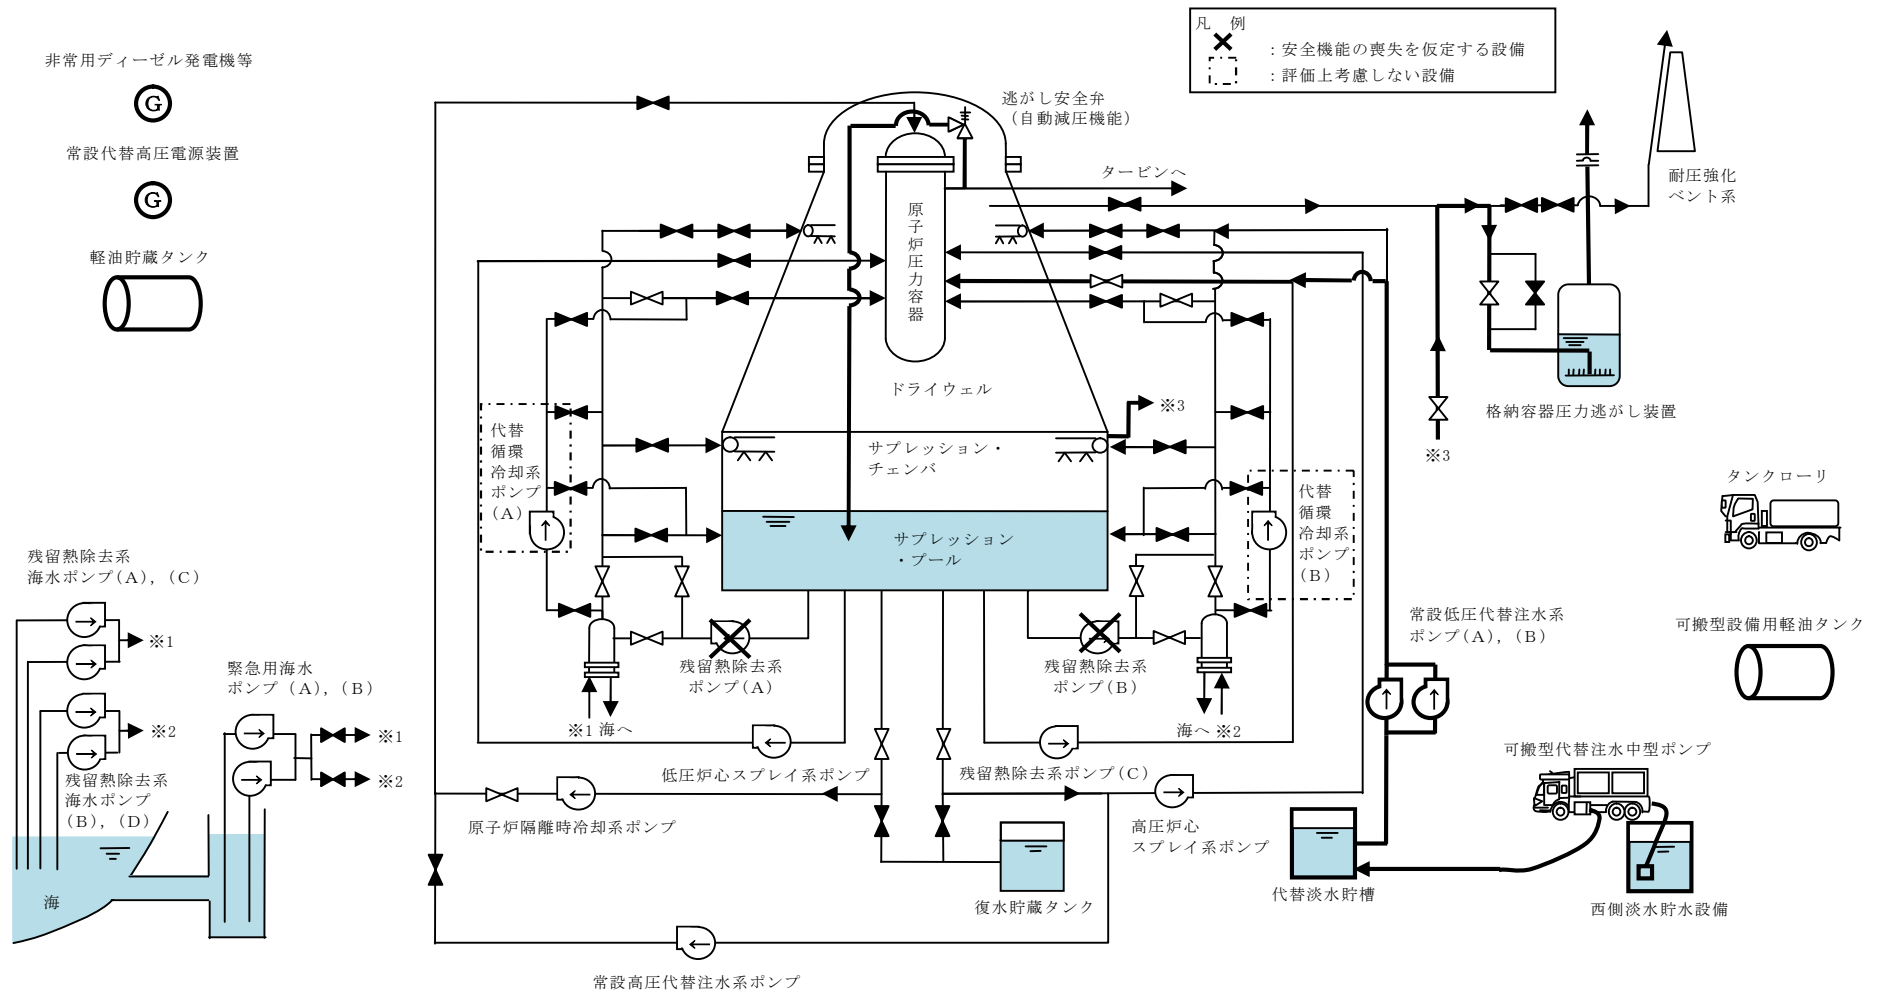 凡　例
：安全機能の喪失を仮定する設備
：評価上考慮しない設備
非常用ディーゼル発電機等
G
常設代替高圧電源装置
G
軽油貯蔵タンク
逃がし安全弁
（自動減圧機能）
タービンへ
耐圧強化
ベント系
原子炉圧力容器
ドライウェル
※3
格納容器圧力逃がし装置
※3
代替
循環
冷却系
ポンプ
（A）
サプレッション・
チェンバ
サプレッション
・プール
代替
循環
冷却系
ポンプ
（B）
タンクローリ
残留熱除去系
海水ポンプ（A），（C）
※1
※2
残留熱除去系
海水ポンプ
（B），（D）
緊急用海水
ポンプ（A），（B）
※1
※2
海
残留熱除去系
ポンプ（A）
残留熱除去系
ポンプ（B）
※1 海へ
海へ ※2
常設低圧代替注水系
ポンプ（A），（B）
可搬型設備用軽油タンク
低圧炉心スプレイ系ポンプ
残留熱除去系ポンプ（C）
可搬型代替注水中型ポンプ
原子炉隔離時冷却系ポンプ
高圧炉心
スプレイ系ポンプ
復水貯蔵タンク
代替淡水貯槽
西側淡水貯水設備
常設高圧代替注水系ポンプ